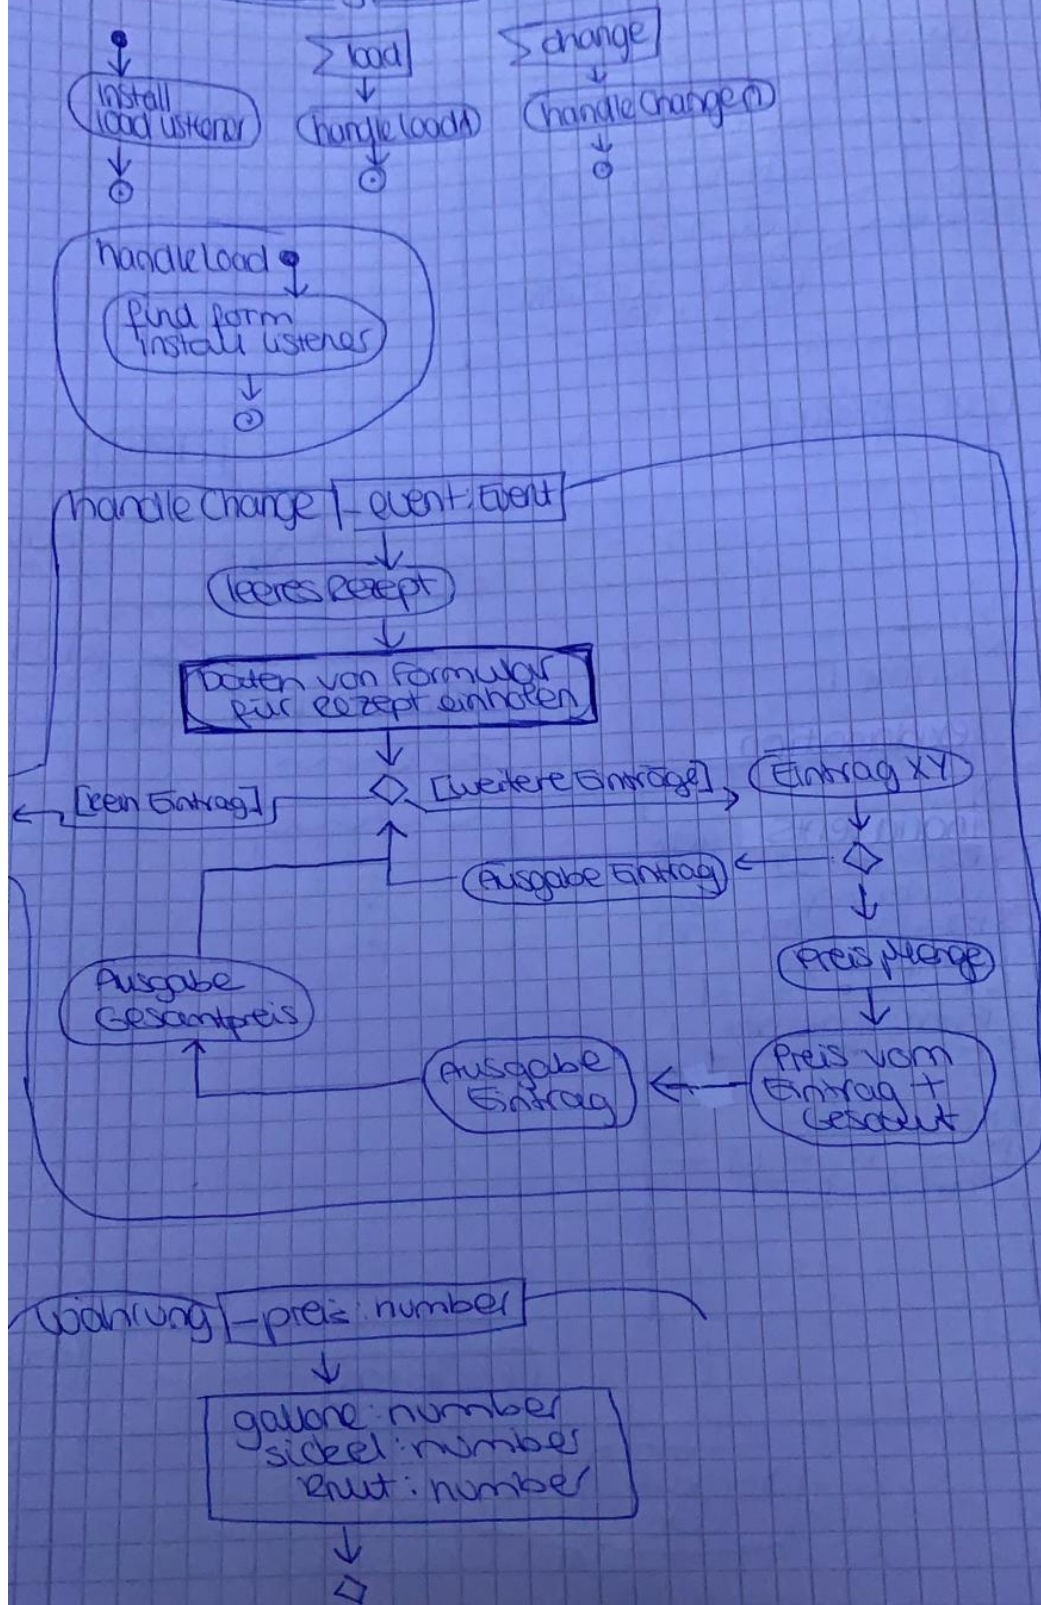 load
change
install
load listener
handleload
handleChange
handleload
find form
install listener
handle Change
- event: Event
leeres Rezept
Daten von Formular
für Rezept einholen
[kein Eintrag]
[weitere Einträge]
Eintrag XY
Ausgabe Eintrag
Preis Menge
Ausgabe
Gesamtpreis
Ausgabe
Eintrag
Preis vom
Eintrag +
Gesamt
Währung
- preis: number
gallone: number
sickel: number
knut: number